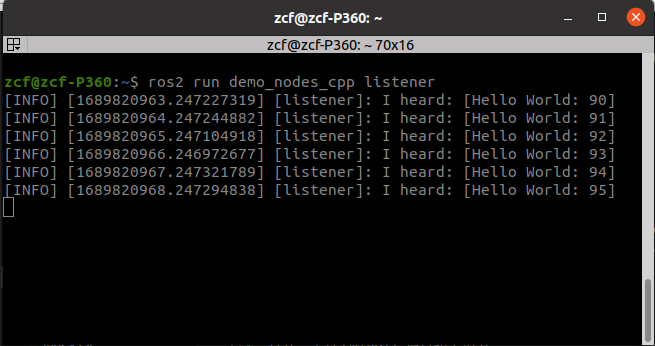 zcf@zcf-P360: ~
zcf@zcf-P360: ~ 70x16
zcf@zcf-P360:~$ ros2 run demo_nodes_cpp listener
[INFO] [1689820963.247227319] [listener]: I heard: [Hello World: 90]
[INFO] [1689820964.247244882] [listener]: I heard: [Hello World: 91]
[INFO] [1689820965.247104918] [listener]: I heard: [Hello World: 92]
[INFO] [1689820966.246972677] [listener]: I heard: [Hello World: 93]
[INFO] [1689820967.247321789] [listener]: I heard: [Hello World: 94]
[INFO] [1689820968.247294838] [listener]: I heard: [Hello World: 95]